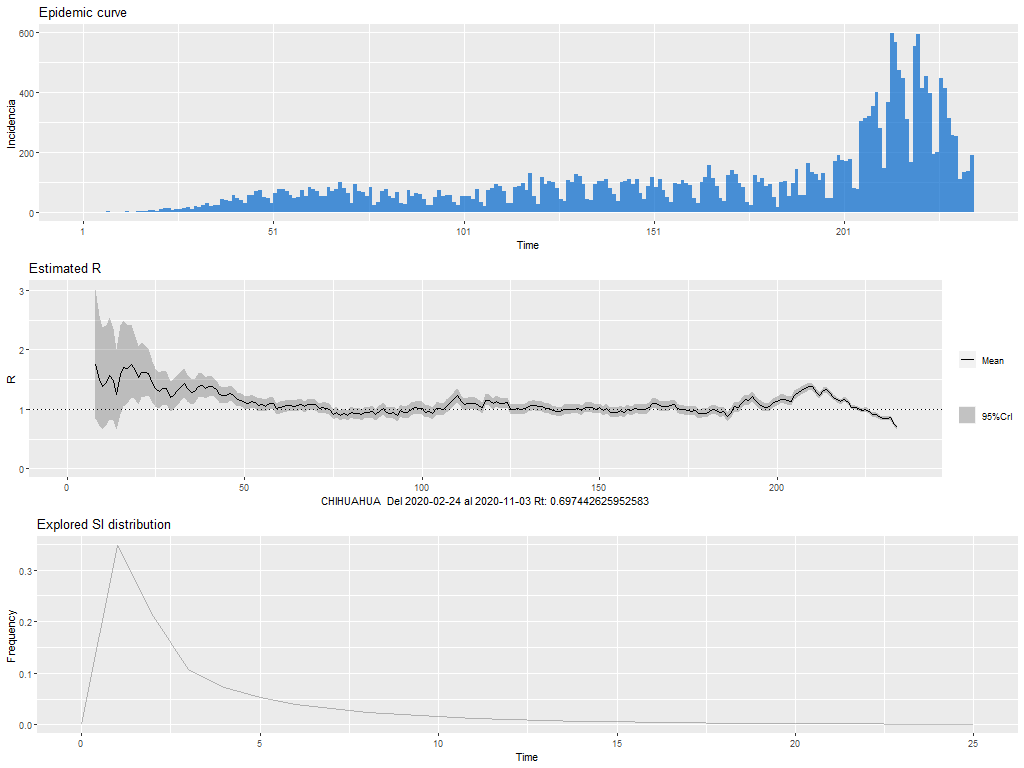 Epidemic curve
600
400
200
0
Incidencia
1 51 101 151 201
Time
Estimated R
3
2
1
0
R
Mean
95%CrI
0 50 100 150 200
CHIHUAHUA Del 2020-02-24 al 2020-11-03 Rt: 0.697442625952583
Explored SI distribution
0.3
0.2
0.1
0.0
Frequency
0 5 10 15 20 25
Time